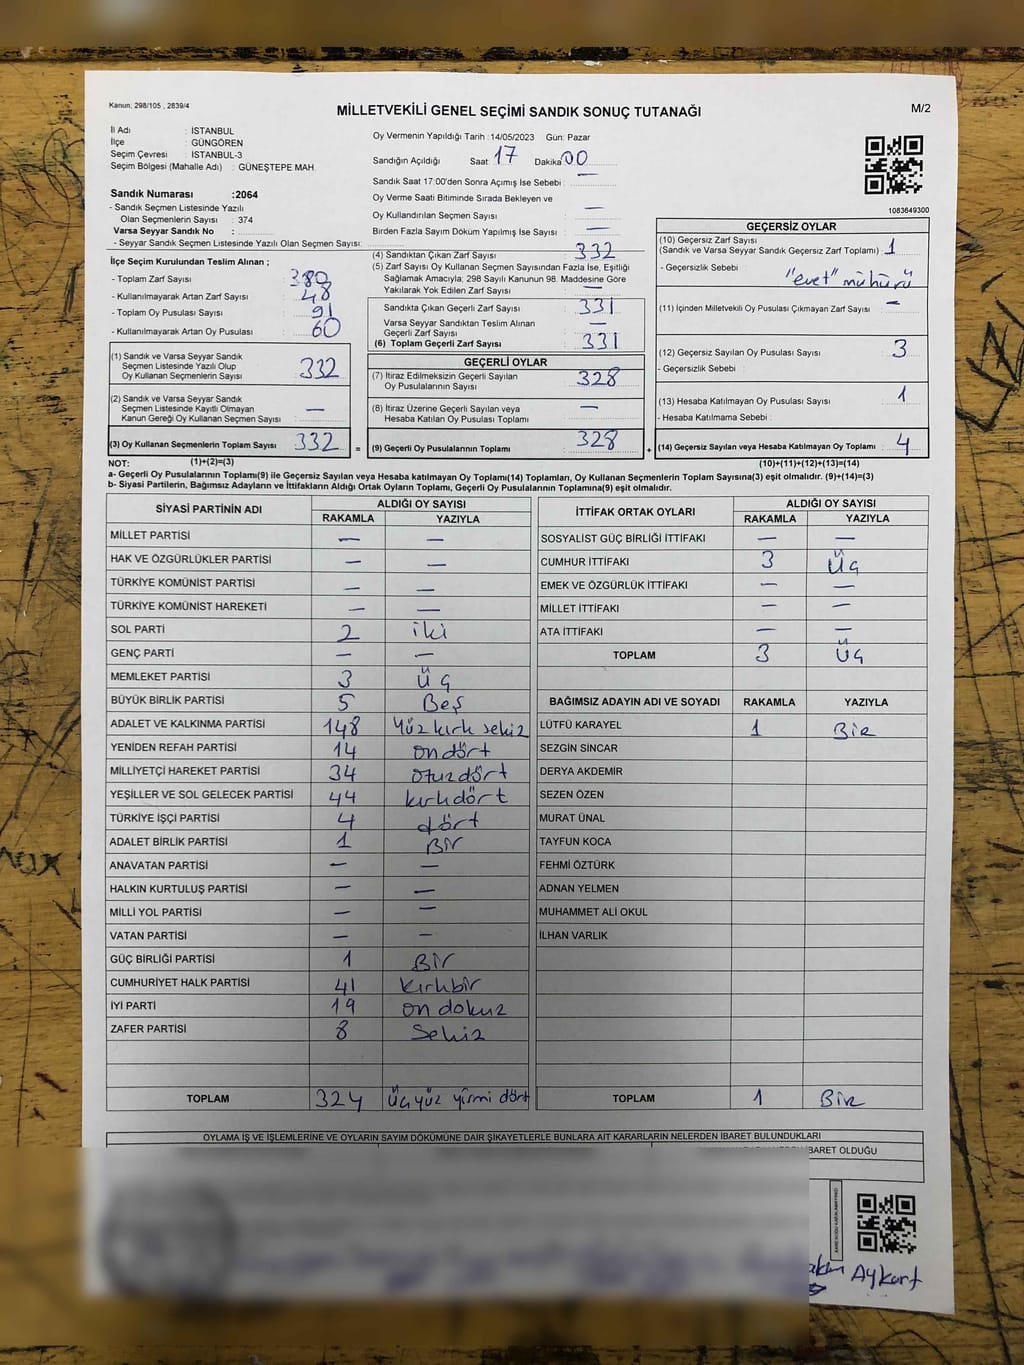 Kanun, 298/105 , 2839/4
MİLLETVEKİLİ GENEL SEÇİMİ SANDIK SONUÇ TUTANAĞI
M/2
İl Adı : İSTANBUL
İlçe : GÜNGÖREN
Seçim Çevresi : İSTANBUL-3
Seçim Bölgesi (Mahalle Adı) : GÜNEŞTEPE MAH.
Sandık Numarası :2064
- Sandık Seçmen Listesinde Yazılı
Olan Seçmenlerin Sayısı : 374
Varsa Seyyar Sandık No :
- Seyyar Sandık Seçmen Listesinde Yazılı Olan Seçmen Sayısı:
İlçe Seçim Kurulundan Teslim Alınan ;
- Toplam Zarf Sayısı : 380
- Kullanılmayarak Artan Zarf Sayısı : 48
- Toplam Oy Pusulası Sayısı : 91
- Kullanılmayarak Artan Oy Pusulası : 60
(1) Sandık ve Varsa Seyyar Sandık
Seçmen Listesinde Yazılı Olup
Oy Kullanan Seçmenlerin Sayısı : 332
(2) Sandık ve Varsa Seyyar Sandık
Seçmen Listesinde Kayıtlı Olmayan
Kanun Gereği Oy Kullanan Seçmen Sayısı : —
(3) Oy Kullanan Seçmenlerin Toplam Sayısı : 332 =
Oy Vermenin Yapıldığı Tarih :14/05/2023 Gün: Pazar
Sandığın Açıldığı Saat : 17 Dakika : 00
Sandık Saat 17:00'den Sonra Açılmış İse Sebebi : —
Oy Verme Saati Bitiminde Sırada Bekleyen ve
Oy Kullandırılan Seçmen Sayısı : —
Birden Fazla Sayım Döküm Yapılmış İse Sayısı : —
(4) Sandıktan Çıkan Zarf Sayısı : 332
(5) Zarf Sayısı Oy Kullanan Seçmen Sayısından Fazla İse, Eşitliği
Sağlamak Amacıyla; 298 Sayılı Kanunun 98. Maddesine Göre
Yakılarak Yok Edilen Zarf Sayısı : —
Sandıkta Çıkan Geçerli Zarf Sayısı : 331
Varsa Seyyar Sandıktan Teslim Alınan
Geçerli Zarf Sayısı : —
(6) Toplam Geçerli Zarf Sayısı : 331
GEÇERLİ OYLAR
(7) İtiraz Edilmeksizin Geçerli Sayılan
Oy Pusulalarının Sayısı : 328
(8) İtiraz Üzerine Geçerli Sayılan veya
Hesaba Katılan Oy Pusulası Toplamı : —
(9) Geçerli Oy Pusulalarının Toplamı : 328 +
1083649300
GEÇERSİZ OYLAR
(10) Geçersiz Zarf Sayısı
(Sandık ve Varsa Seyyar Sandık Geçersiz Zarf Toplamı) : 1
- Geçersizlik Sebebi : "evet" mührü
(11) İçinden Milletvekili Oy Pusulası Çıkmayan Zarf Sayısı : —
(12) Geçersiz Sayılan Oy Pusulası Sayısı : 3
- Geçersizlik Sebebi :
(13) Hesaba Katılmayan Oy Pusulası Sayısı : 1
- Hesaba Katılmama Sebebi :
(14) Geçersiz Sayılan veya Hesaba Katılmayan Oy Toplamı : 4
NOT: (1)+(2)=(3) (10)+(11)+(12)+(13)=(14)
a- Geçerli Oy Pusulalarının Toplamı(9) ile Geçersiz Sayılan veya Hesaba katılmayan Oy Toplamı(14) Toplamları, Oy Kullanan Seçmenlerin Toplam Sayısına(3) eşit olmalıdır. (9)+(14)=(3)
b- Siyasi Partilerin, Bağımsız Adayların ve İttifakların Aldığı Ortak Oyların Toplamı, Geçerli Oy Pusulalarının Toplamına(9) eşit olmalıdır.
SİYASİ PARTİNİN ADI ALDIĞI OY SAYISI
RAKAMLA YAZIYLA
MİLLET PARTİSİ — —
HAK VE ÖZGÜRLÜKLER PARTİSİ — —
TÜRKİYE KOMÜNİST PARTİSİ — —
TÜRKİYE KOMÜNİST HAREKETİ — —
SOL PARTİ 2 iki
GENÇ PARTİ — —
MEMLEKET PARTİSİ 3 Üç
BÜYÜK BİRLİK PARTİSİ 5 Beş
ADALET VE KALKINMA PARTİSİ 148 Yüz kırk sekiz
YENİDEN REFAH PARTİSİ 14 on dört
MİLLİYETÇİ HAREKET PARTİSİ 34 otuzdört
YEŞİLLER VE SOL GELECEK PARTİSİ 44 kırkdört
TÜRKİYE İŞÇİ PARTİSİ 4 dört
ADALET BİRLİK PARTİSİ 1 Bir
ANAVATAN PARTİSİ — —
HALKIN KURTULUŞ PARTİSİ — —
MİLLİ YOL PARTİSİ — —
VATAN PARTİSİ — —
GÜÇ BİRLİĞİ PARTİSİ 1 Bir
CUMHURİYET HALK PARTİSİ 41 kırkbir
İYİ PARTİ 19 on dokuz
ZAFER PARTİSİ 8 Sekiz
TOPLAM 324 Üçyüz yirmi dört
İTTİFAK ORTAK OYLARI ALDIĞI OY SAYISI
RAKAMLA YAZIYLA
SOSYALİST GÜÇ BİRLİĞİ İTTİFAKI — —
CUMHUR İTTİFAKI 3 Üç
EMEK VE ÖZGÜRLÜK İTTİFAKI — —
MİLLET İTTİFAKI — —
ATA İTTİFAKI — —
TOPLAM 3 Üç
BAĞIMSIZ ADAYIN ADI VE SOYADI RAKAMLA YAZIYLA
LÜTFÜ KARAYEL 1 Bir
SEZGİN SİNCAR
DERYA AKDEMİR
SEZEN ÖZEN
MURAT ÜNAL
TAYFUN KOCA
FEHMİ ÖZTÜRK
ADNAN YELMEN
MUHAMMET ALİ OKUL
İLHAN VARLIK
TOPLAM 1 Bir
OYLAMA İŞ VE İŞLEMLERİNE VE OYLARIN SAYIM DÖKÜMÜNE DAİR ŞİKAYETLERLE BUNLARA AİT KARARLARIN NELERDEN İBARET BULUNDUKLARI
İBARET OLDUĞU
KAREKODU KARALAMAYINIZ
Aykurt